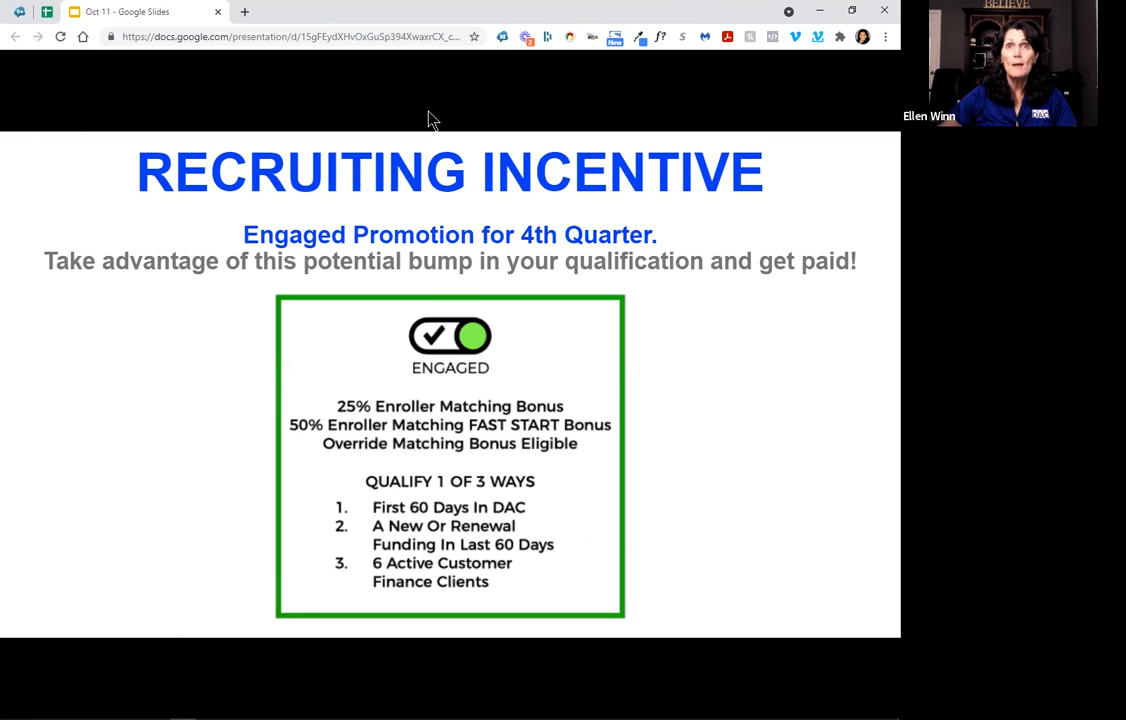 Oct 11 - Google Slides
https://docs.google.com/presentation/d/15gFEydXHvOxGuSp394XwaxrCX_c...
New
BELIEVE
DAC
Ellen Winn
RECRUITING INCENTIVE
Engaged Promotion for 4th Quarter.
Take advantage of this potential bump in your qualification and get paid!
ENGAGED
25% Enroller Matching Bonus
50% Enroller Matching FAST START Bonus
Override Matching Bonus Eligible
QUALIFY 1 OF 3 WAYS
1. First 60 Days In DAC
2. A New Or Renewal
Funding In Last 60 Days
3. 6 Active Customer
Finance Clients